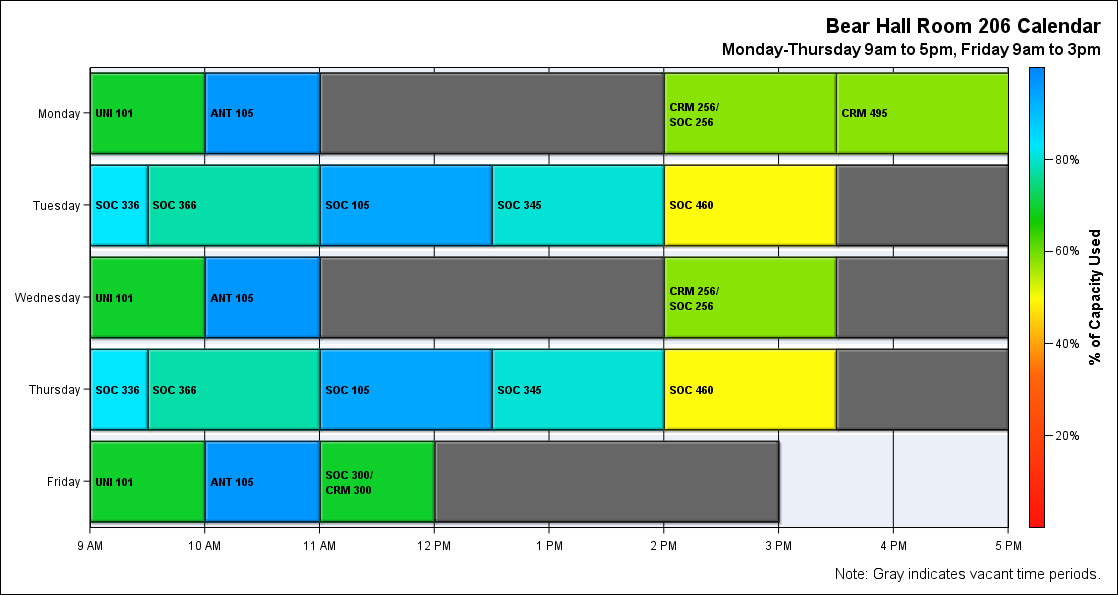 Bear Hall Room 206 Calendar
Monday-Thursday 9am to 5pm, Friday 9am to 3pm
Monday
UNI 101
ANT 105
CRM 256/
SOC 256
CRM 495
Tuesday
SOC 336
SOC 366
SOC 105
SOC 345
SOC 460
Wednesday
UNI 101
ANT 105
CRM 256/
SOC 256
Thursday
SOC 336
SOC 366
SOC 105
SOC 345
SOC 460
Friday
UNI 101
ANT 105
SOC 300/
CRM 300
9 AM
10 AM
11 AM
12 PM
1 PM
2 PM
3 PM
4 PM
5 PM
80%
60%
40%
20%
% of Capacity Used
Note: Gray indicates vacant time periods.